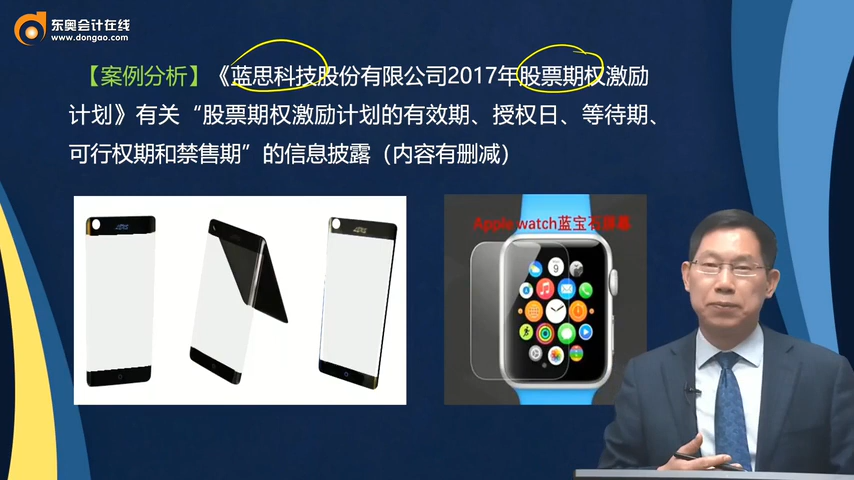 东奥会计在线
www.dongao.com
【案例分析】《蓝思科技股份有限公司2017年股票期权激励
计划》有关“股票期权激励计划的有效期、授权日、等待期、
可行权期和禁售期”的信息披露（内容有删减）
Apple watch蓝宝石屏幕